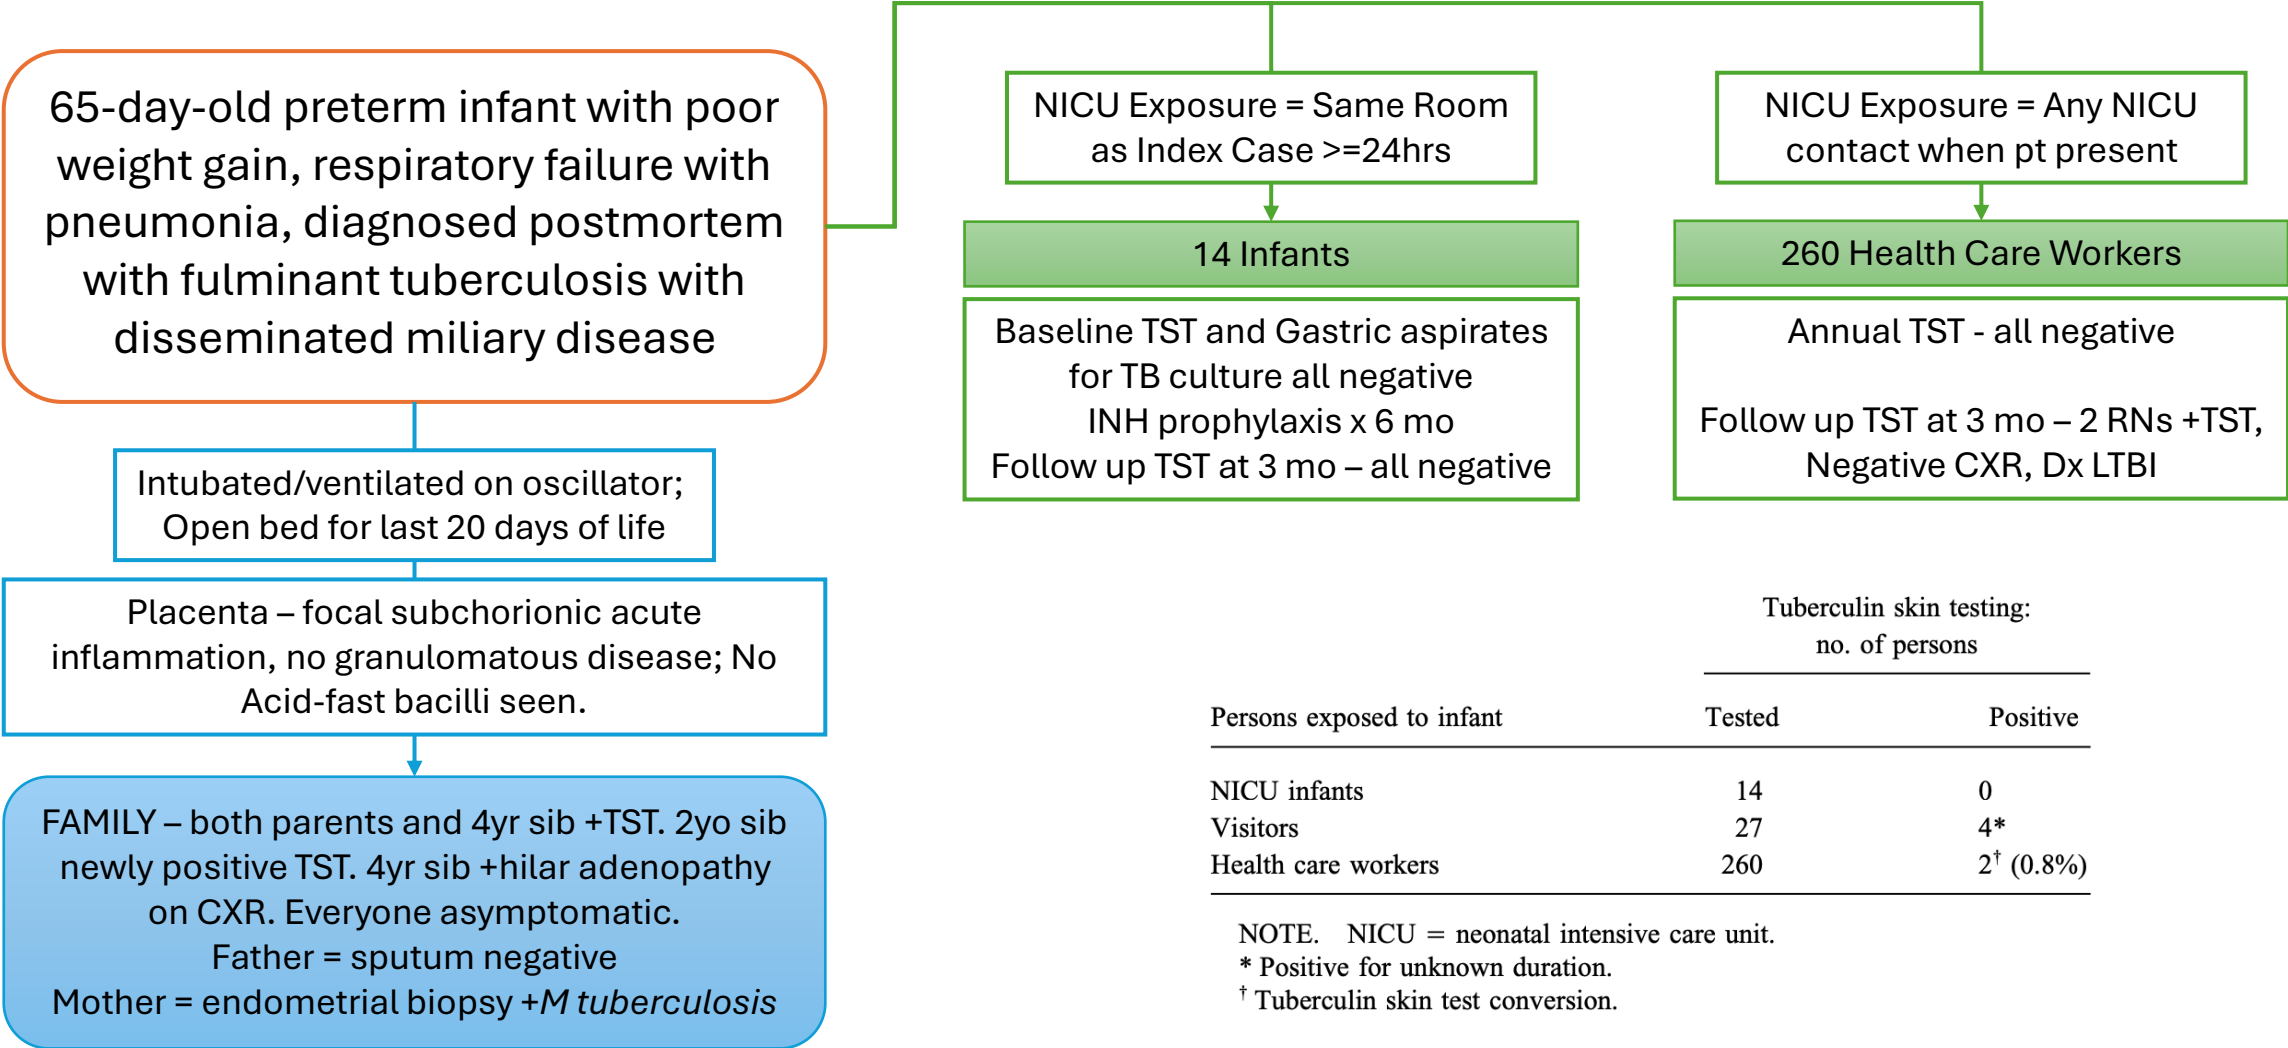 65-day-old preterm infant with poor
weight gain, respiratory failure with
pneumonia, diagnosed postmortem
with fulminant tuberculosis with
disseminated miliary disease
Intubated/ventilated on oscillator;
Open bed for last 20 days of life
Placenta – focal subchorionic acute
inflammation, no granulomatous disease; No
Acid-fast bacilli seen.
FAMILY – both parents and 4yr sib +TST. 2yo sib
newly positive TST. 4yr sib +hilar adenopathy
on CXR. Everyone asymptomatic.
Father = sputum negative
Mother = endometrial biopsy +M tuberculosis
NICU Exposure = Same Room
as Index Case >=24hrs
14 Infants
Baseline TST and Gastric aspirates
for TB culture all negative
INH prophylaxis x 6 mo
Follow up TST at 3 mo – all negative
NICU Exposure = Any NICU
contact when pt present
260 Health Care Workers
Annual TST - all negative
Follow up TST at 3 mo – 2 RNs +TST,
Negative CXR, Dx LTBI
Tuberculin skin testing:
no. of persons
Persons exposed to infant Tested Positive
NICU infants 14 0
Visitors 27 4*
Health care workers 260 2† (0.8%)
NOTE. NICU = neonatal intensive care unit.
* Positive for unknown duration.
† Tuberculin skin test conversion.